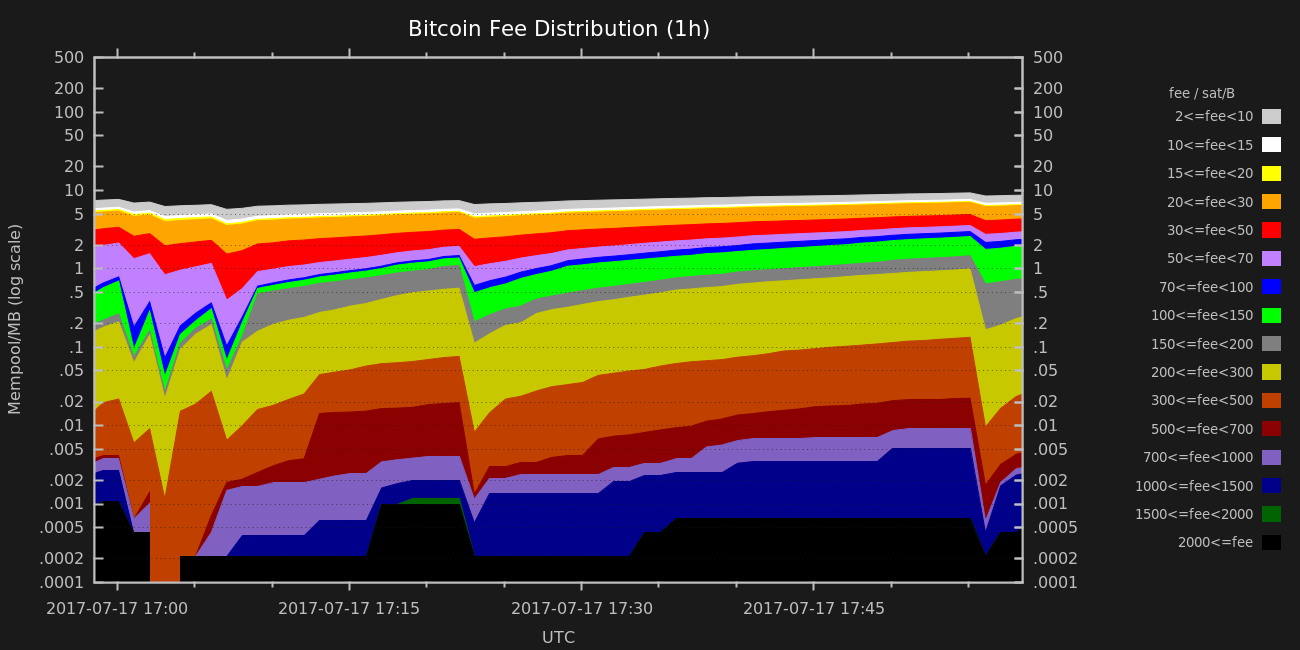 Bitcoin Fee Distribution (1h)
500 500
200 200
100 100
50 50
20 20
10 10
5 5
2 2
1 1
.5 .5
.2 .2
.1 .1
.05 .05
.02 .02
.01 .01
.005 .005
.002 .002
.001 .001
.0005 .0005
.0002 .0002
.0001 .0001
Mempool/MB (log scale)
2017-07-17 17:00 2017-07-17 17:15 2017-07-17 17:30 2017-07-17 17:45
UTC
fee / sat/B
2<=fee<10
10<=fee<15
15<=fee<20
20<=fee<30
30<=fee<50
50<=fee<70
70<=fee<100
100<=fee<150
150<=fee<200
200<=fee<300
300<=fee<500
500<=fee<700
700<=fee<1000
1000<=fee<1500
1500<=fee<2000
2000<=fee